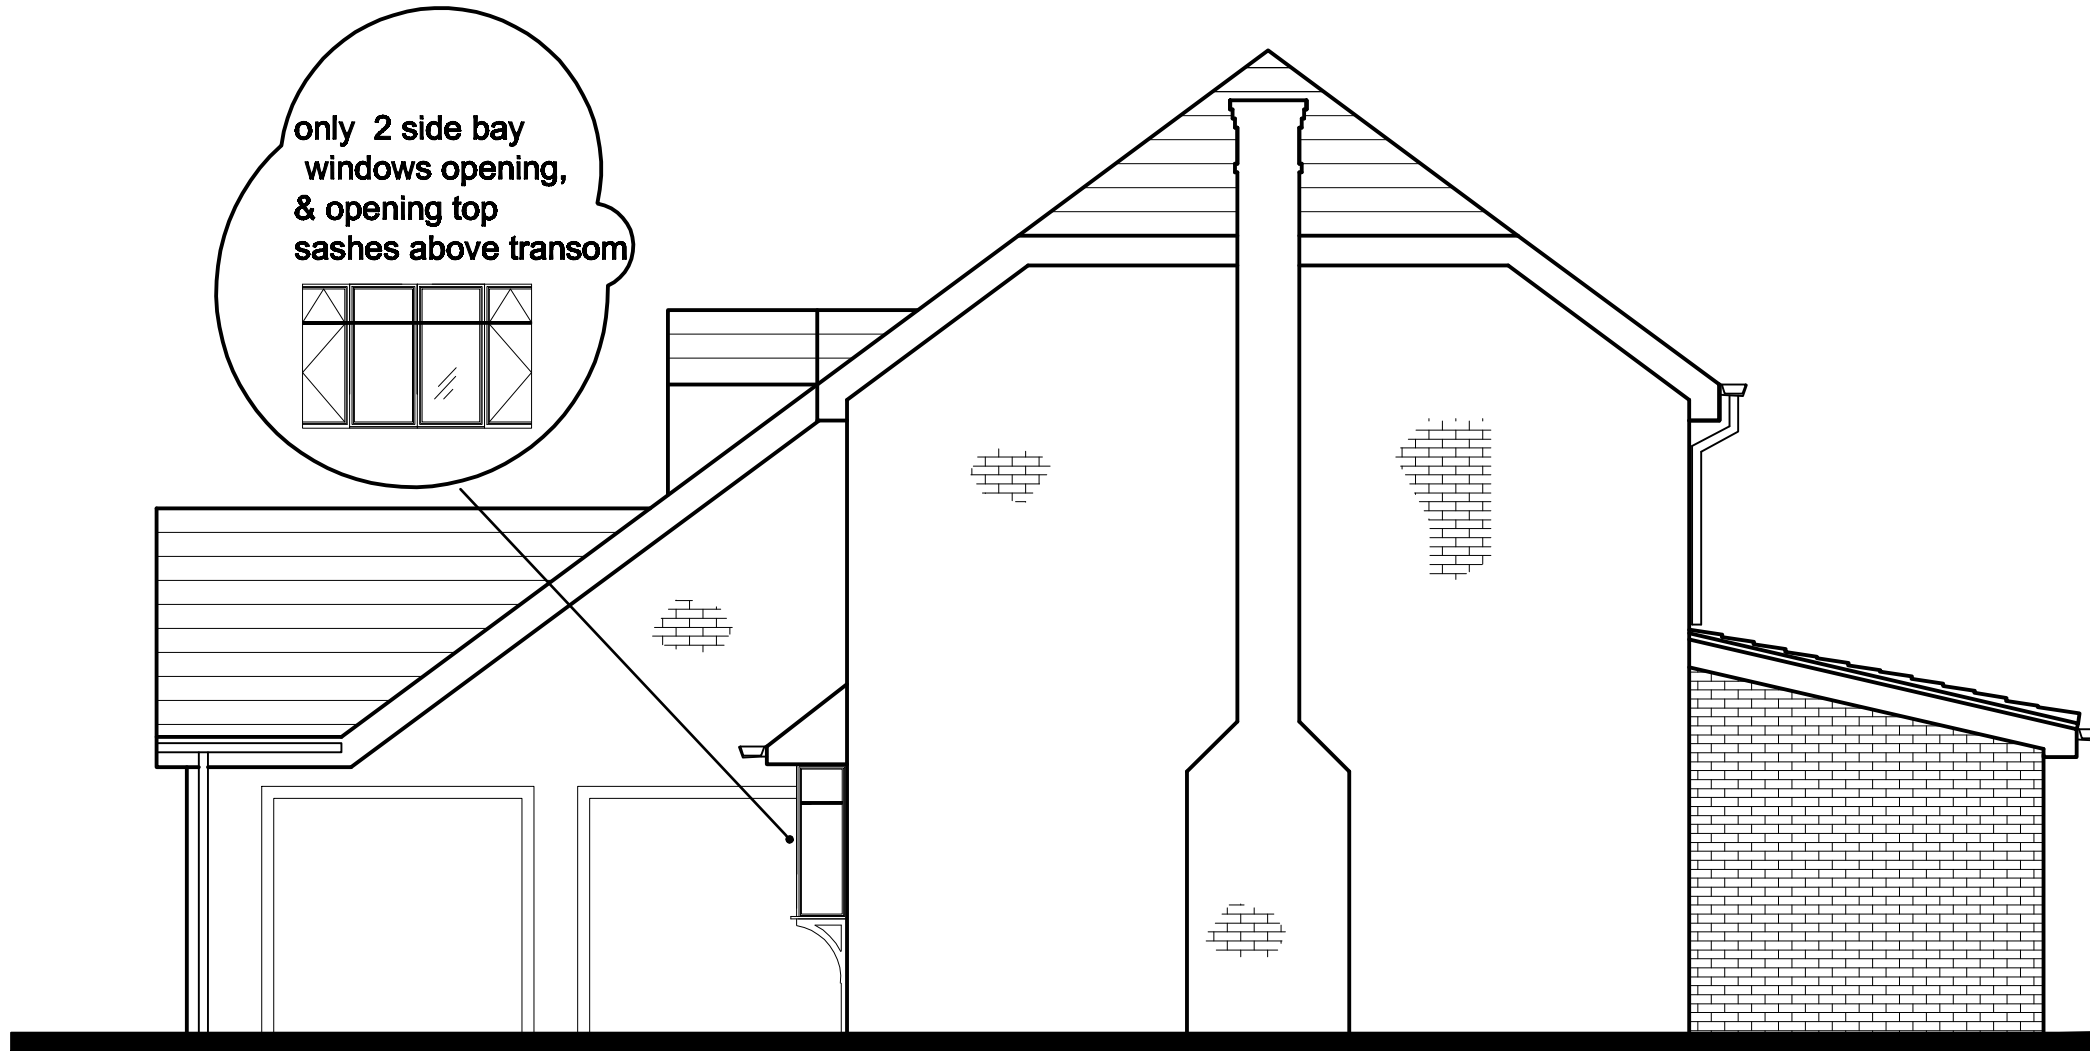 only 2 side bay
windows opening,
& opening top
sashes above transom